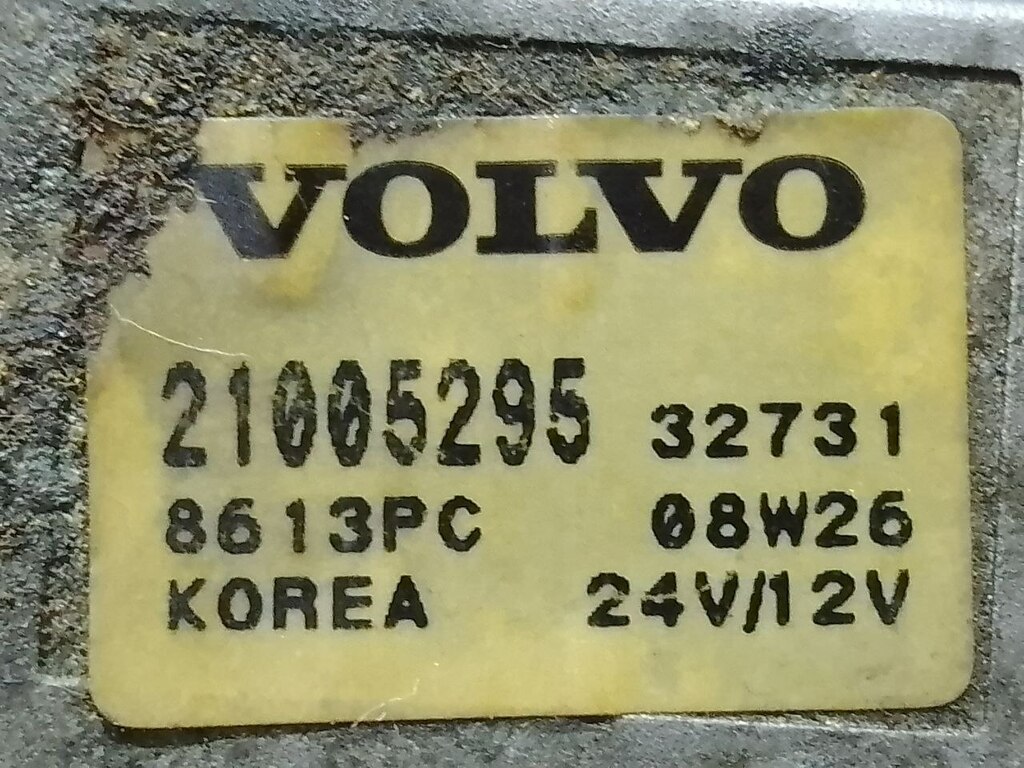 VOLVO
21005295 32731
8613PC 08W26
KOREA 24V/12V